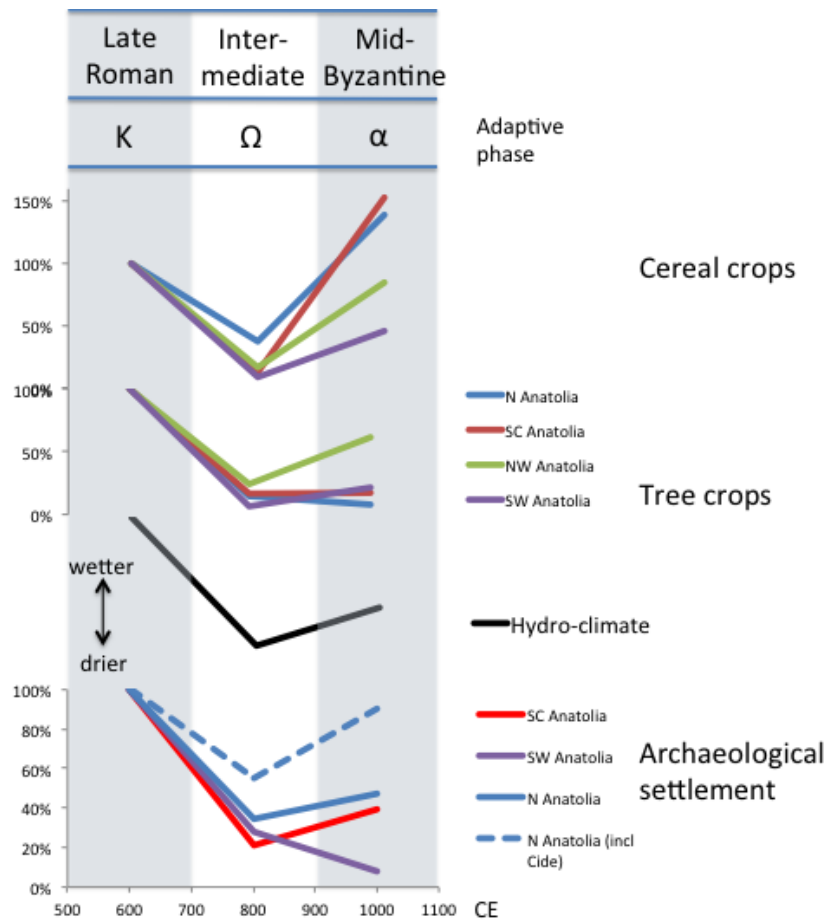 Late Roman
Inter-mediate
Mid-Byzantine
K
Ω
α
Adaptive phase
150%
100%
50%
0%
Cereal crops
100%
50%
0%
N Anatolia
SC Anatolia
NW Anatolia
SW Anatolia
Tree crops
wetter
drier
Hydro-climate
100%
80%
60%
40%
20%
0%
SC Anatolia
SW Anatolia
N Anatolia
N Anatolia (incl Cide)
Archaeological settlement
500 600 700 800 900 1000 1100 CE